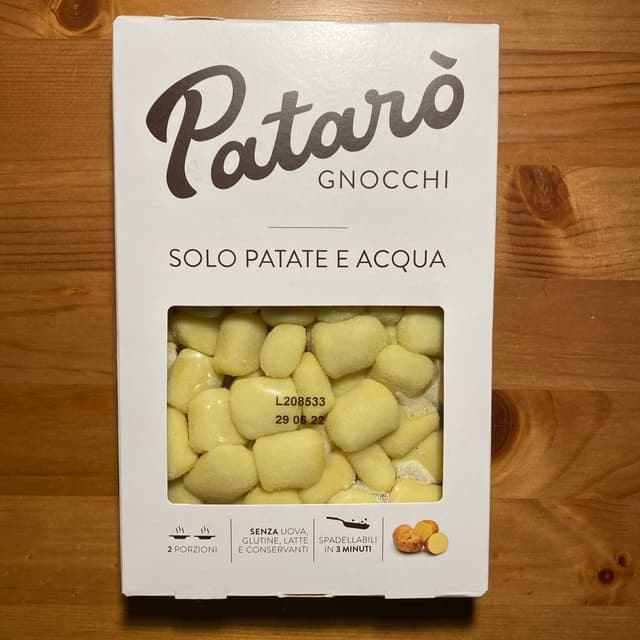 Patarò
GNOCCHI
SOLO PATATE E ACQUA
L208533
29 06 22
2 PORZIONI
SENZA UOVA,
GLUTINE, LATTE
E CONSERVANTI
SPADELLABILI
IN 3 MINUTI